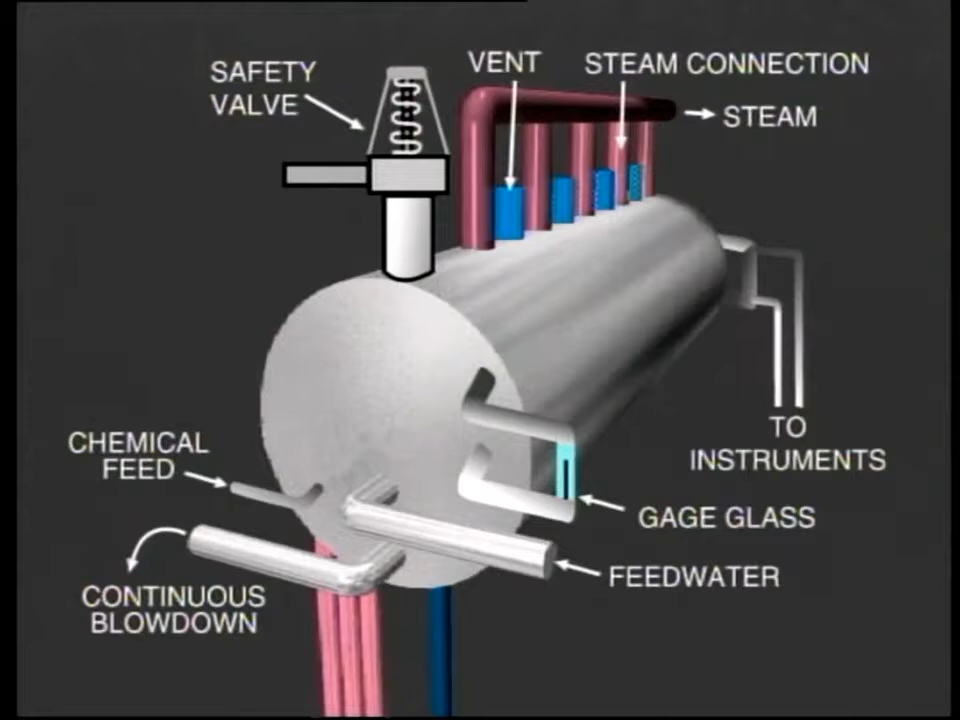 SAFETY
VALVE
VENT
STEAM CONNECTION
STEAM
CHEMICAL
FEED
TO
INSTRUMENTS
GAGE GLASS
FEEDWATER
CONTINUOUS
BLOWDOWN